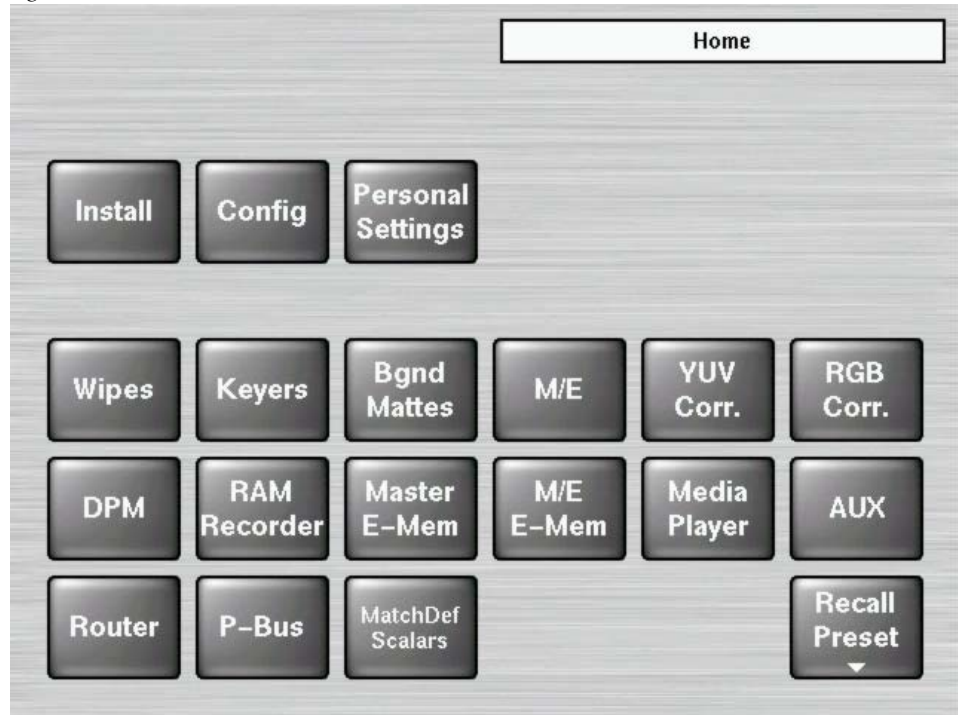 Home
Install
Config
Personal
Settings
Wipes
Keyers
Bgnd
Mattes
M/E
YUV
Corr.
RGB
Corr.
DPM
RAM
Recorder
Master
E-Mem
M/E
E-Mem
Media
Player
AUX
Router
P-Bus
MatchDef
Scalars
Recall
Preset